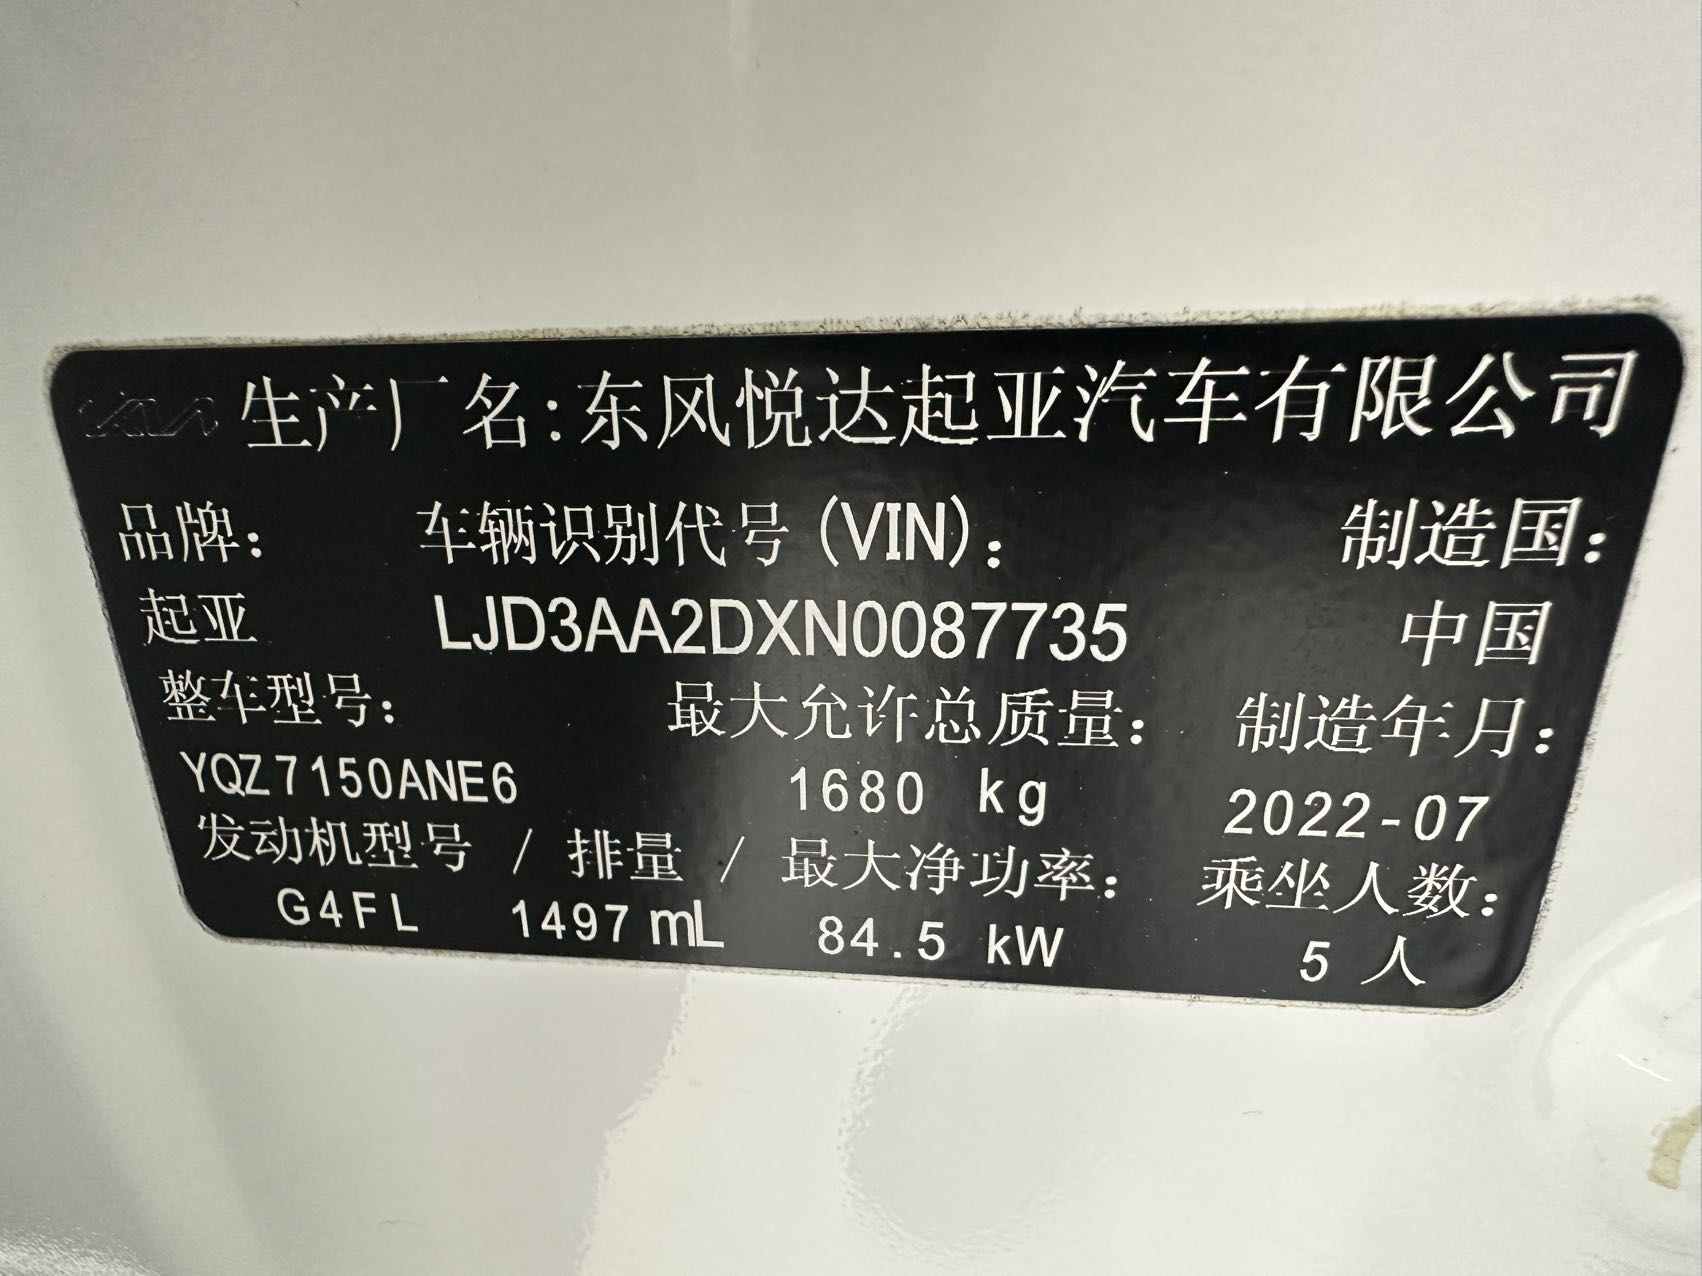 KIA 生产厂名:东风悦达起亚汽车有限公司
品牌: 车辆识别代号(VIN): 制造国:
起亚 LJD3AA2DXN0087735 中国
整车型号: 最大允许总质量: 制造年月:
YQZ7150ANE6 1680 kg 2022-07
发动机型号 / 排量 / 最大净功率: 乘坐人数:
G4FL 1497 mL 84.5 kW 5 人